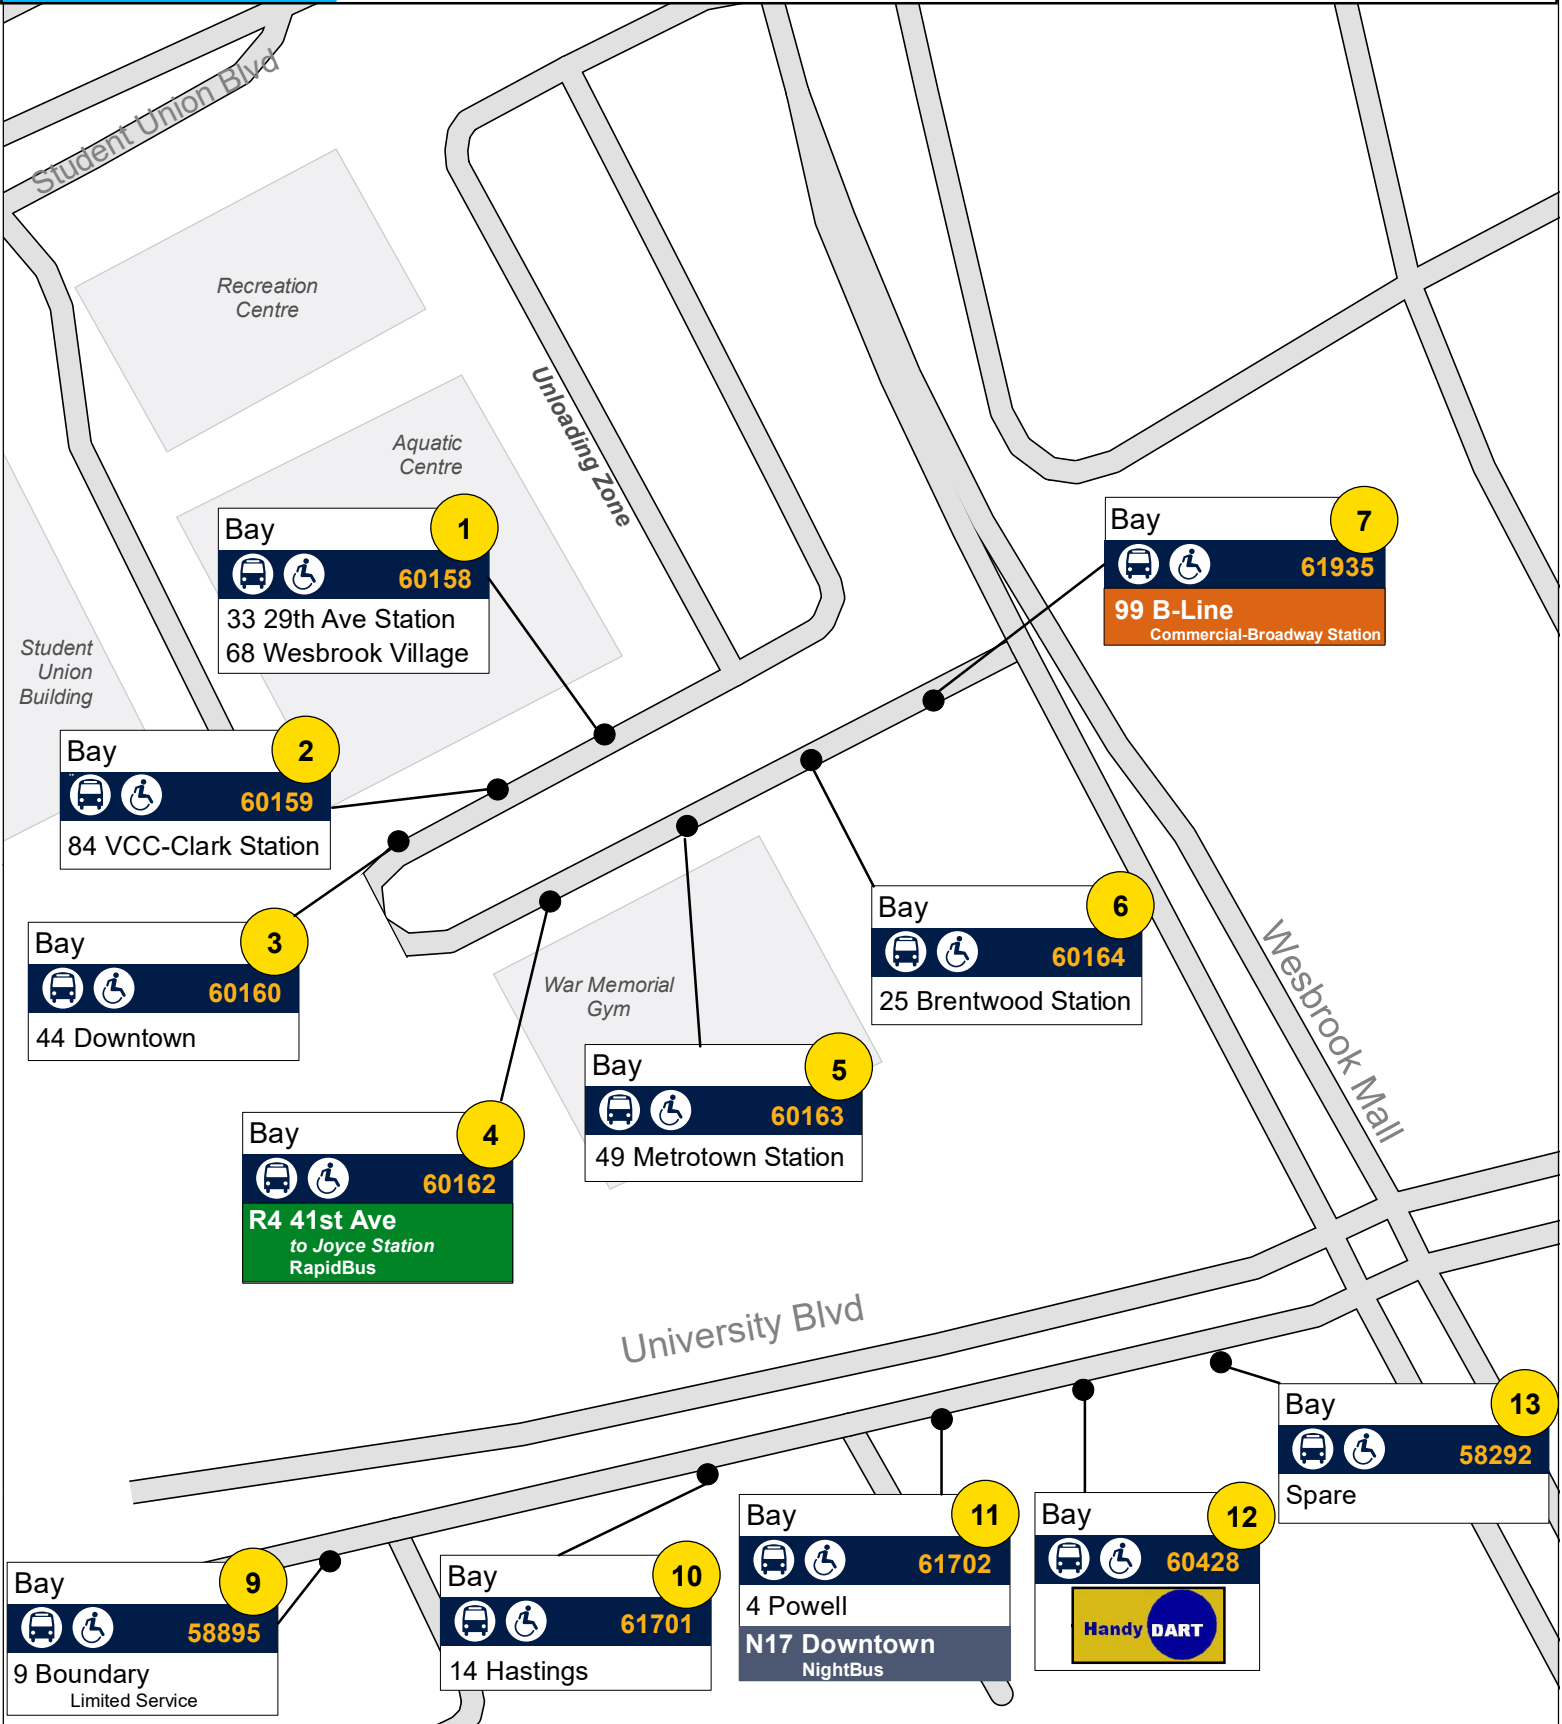 Student Union Blvd
Recreation
Centre
Unloading Zone
Aquatic
Centre
Bay 1
60158
33 29th Ave Station
68 Wesbrook Village
Bay 7
61935
99 B-Line
Commercial-Broadway Station
Student
Union
Building
Bay 2
60159
84 VCC-Clark Station
Bay 3
60160
44 Downtown
Bay 6
60164
25 Brentwood Station
War Memorial
Gym
Wesbrook Mall
Bay 5
60163
49 Metrotown Station
Bay 4
60162
R4 41st Ave
to Joyce Station
RapidBus
University Blvd
Bay 13
58292
Spare
Bay 9
58895
9 Boundary
Limited Service
Bay 10
61701
14 Hastings
Bay 11
61702
4 Powell
N17 Downtown
NightBus
Bay 12
60428
Handy DART